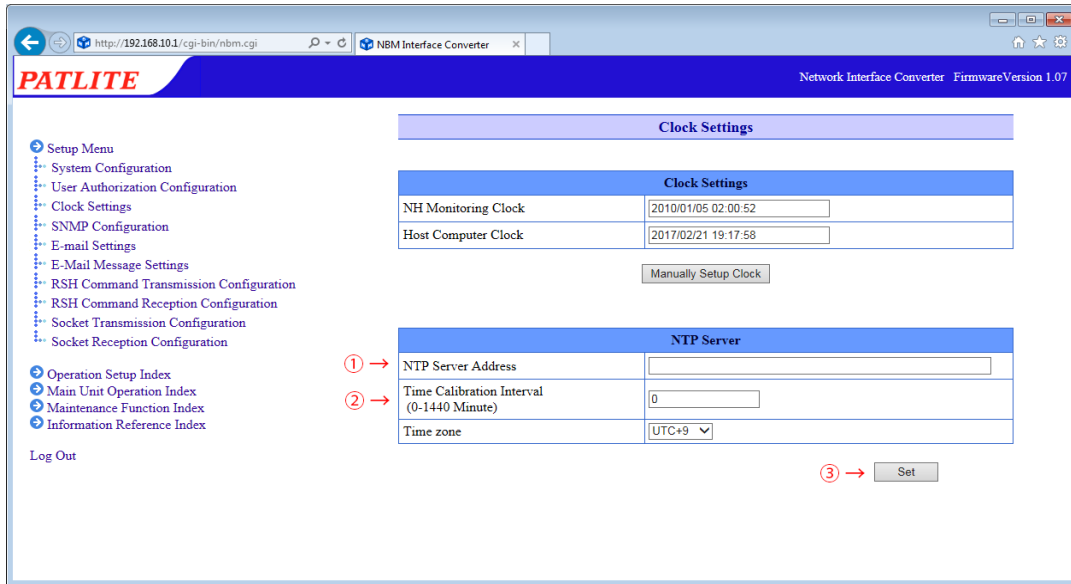 http://192.168.10.1/cgi-bin/nbm.cgi
NBM Interface Converter
PATLITE
Network Interface Converter FirmwareVersion 1.07
Setup Menu
System Configuration
User Authorization Configuration
Clock Settings
SNMP Configuration
E-mail Settings
E-Mail Message Settings
RSH Command Transmission Configuration
RSH Command Reception Configuration
Socket Transmission Configuration
Socket Reception Configuration
Operation Setup Index
Main Unit Operation Index
Maintenance Function Index
Information Reference Index
Log Out
Clock Settings
Clock Settings
NH Monitoring Clock 2010/01/05 02:00:52
Host Computer Clock 2017/02/21 19:17:58
Manually Setup Clock
NTP Server
① → NTP Server Address
② → Time Calibration Interval
(0-1440 Minute) 0
Time zone UTC+9
③ → Set